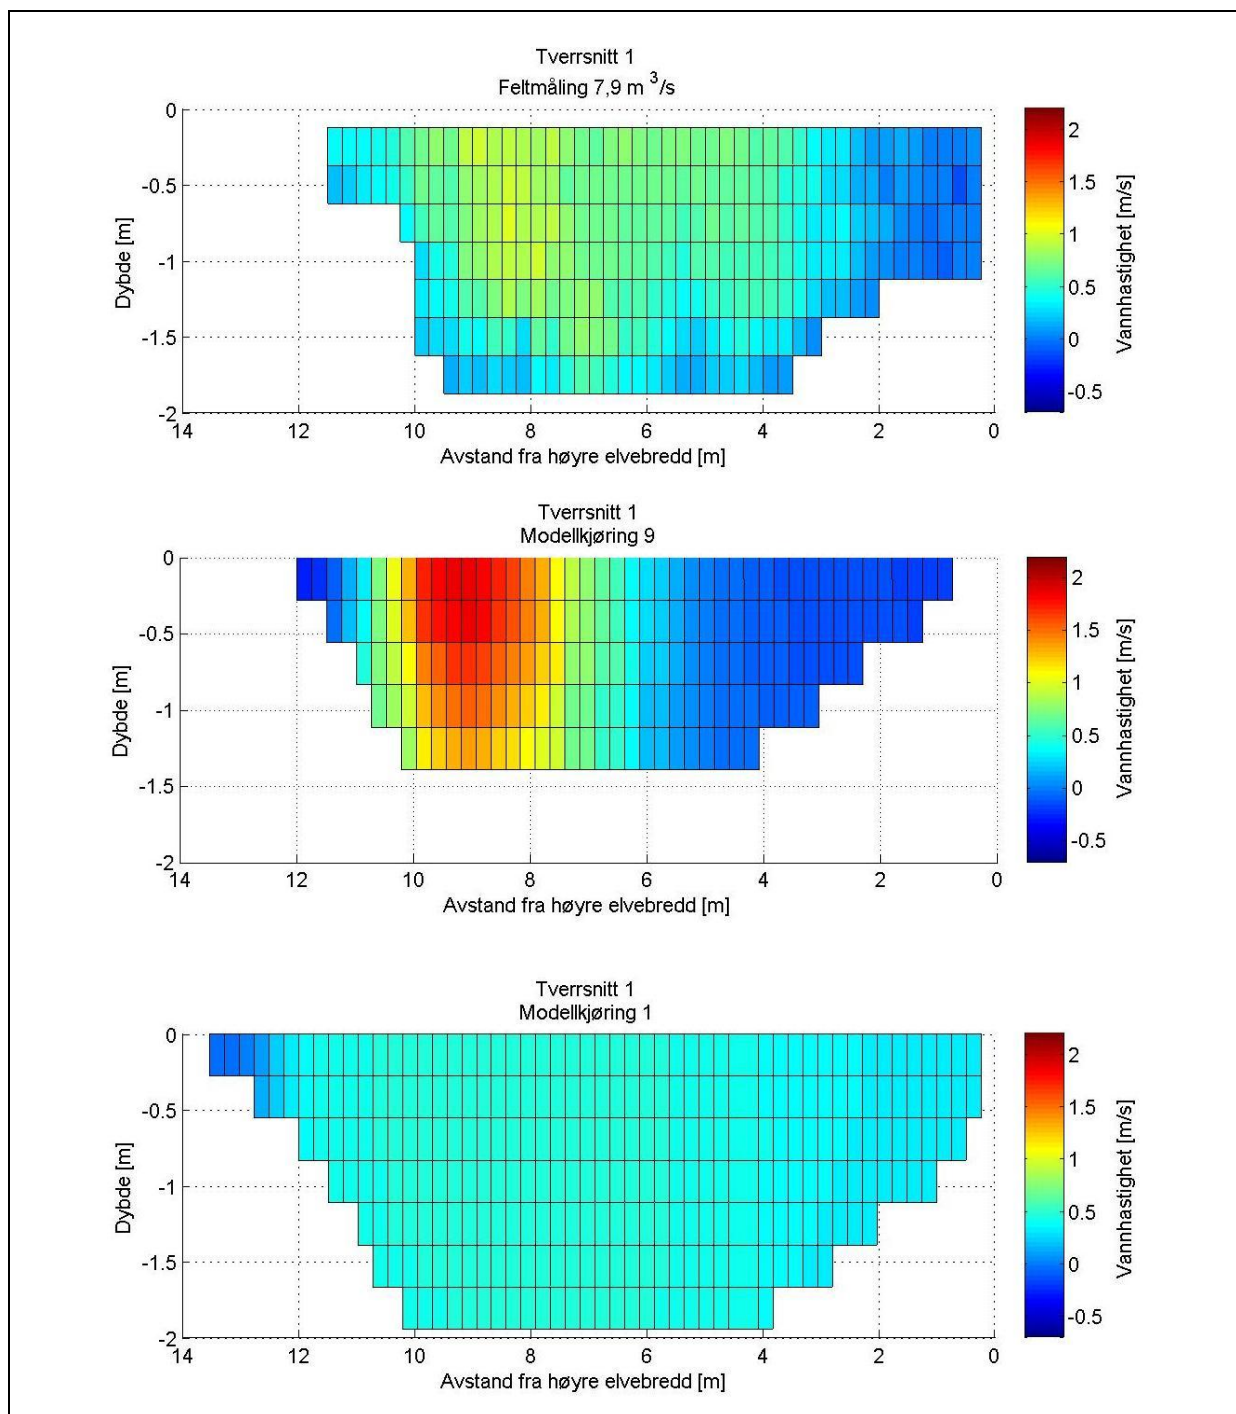 Tverrsnitt 1
Feltmåling 7,9 m³/s
0
-0.5
-1
-1.5
-2
Dybde [m]
14 12 10 8 6 4 2 0
Avstand fra høyre elvebredd [m]
2
1.5
1
0.5
0
-0.5
Vannhastighet [m/s]
Tverrsnitt 1
Modellkjøring 9
0
-0.5
-1
-1.5
-2
Dybde [m]
14 12 10 8 6 4 2 0
Avstand fra høyre elvebredd [m]
2
1.5
1
0.5
0
-0.5
Vannhastighet [m/s]
Tverrsnitt 1
Modellkjøring 1
0
-0.5
-1
-1.5
-2
Dybde [m]
14 12 10 8 6 4 2 0
Avstand fra høyre elvebredd [m]
2
1.5
1
0.5
0
-0.5
Vannhastighet [m/s]